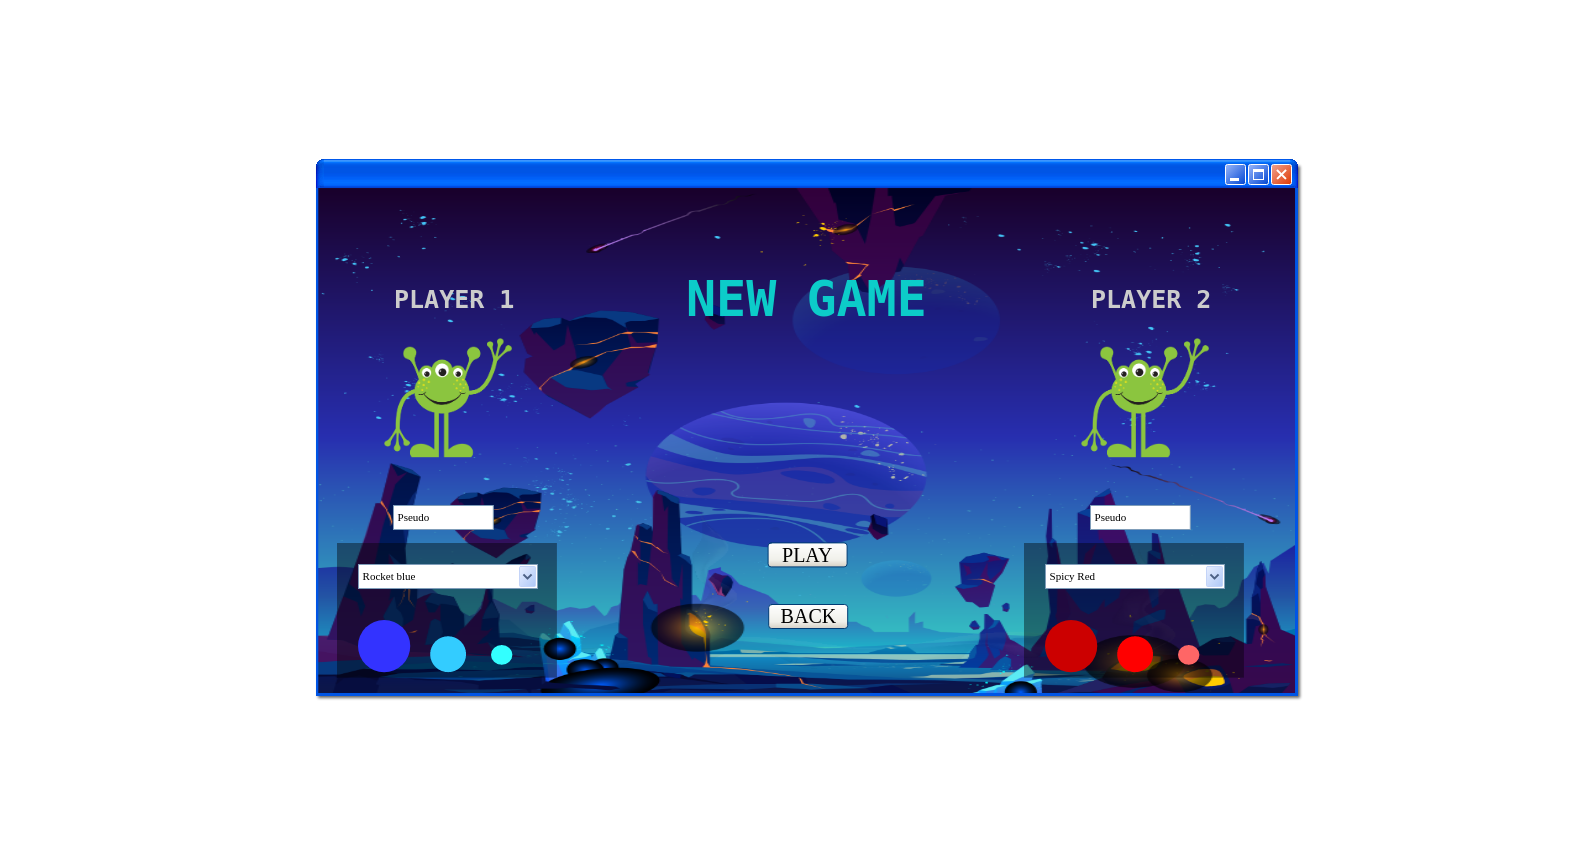 PLAYER 1
NEW GAME
PLAYER 2
Pseudo
Pseudo
Rocket blue
Spicy Red
PLAY
BACK